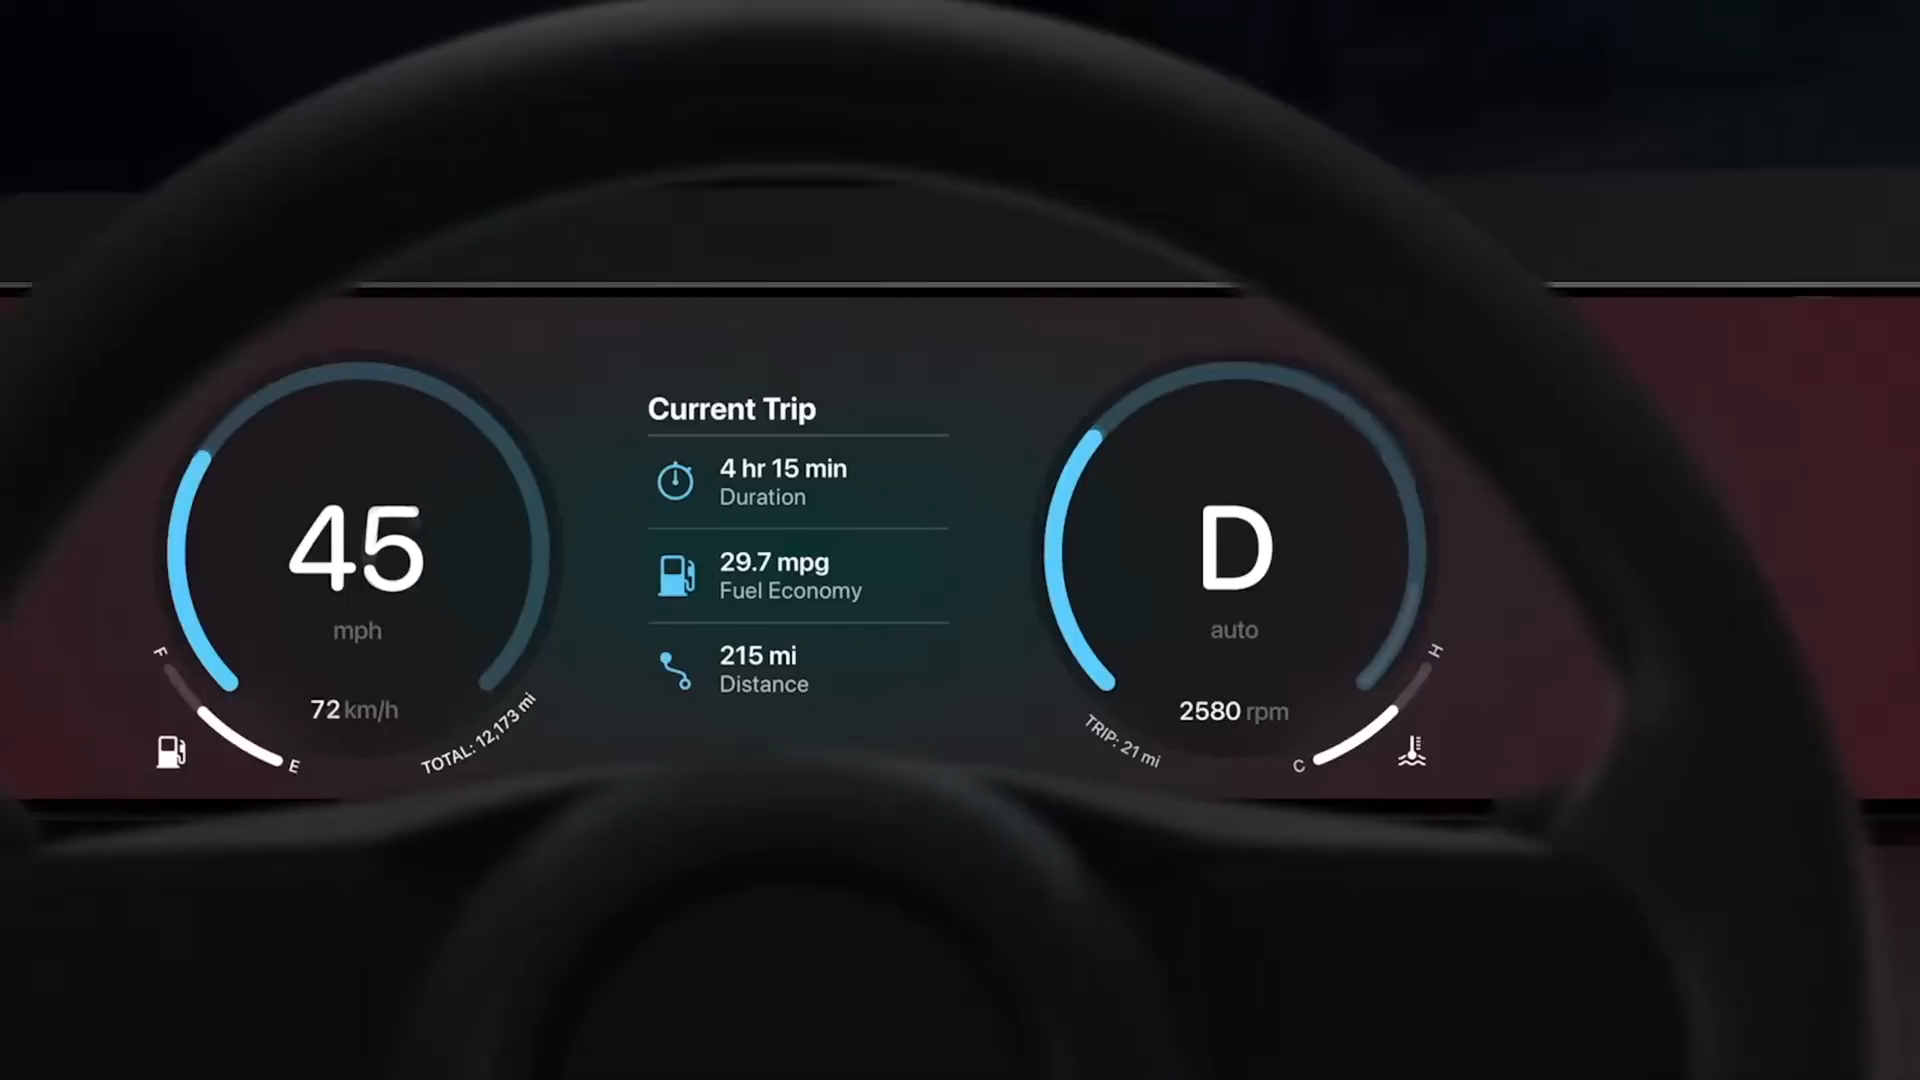 45
mph
72 km/h
F
E
TOTAL: 12,173 mi
Current Trip
4 hr 15 min
Duration
29.7 mpg
Fuel Economy
215 mi
Distance
D
auto
2580 rpm
TRIP: 21 mi
C
H